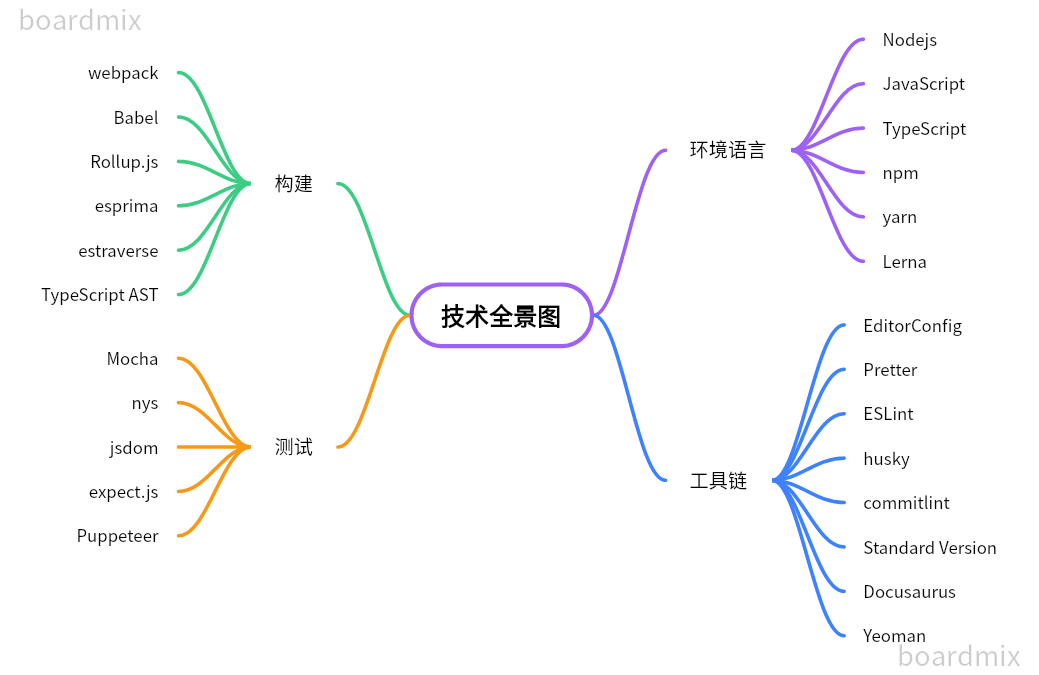 boardmix
技术全景图
构建
webpack
Babel
Rollup.js
esprima
estraverse
TypeScript AST
测试
Mocha
nys
jsdom
expect.js
Puppeteer
环境语言
Nodejs
JavaScript
TypeScript
npm
yarn
Lerna
工具链
EditorConfig
Pretter
ESLint
husky
commitlint
Standard Version
Docusaurus
Yeoman
boardmix